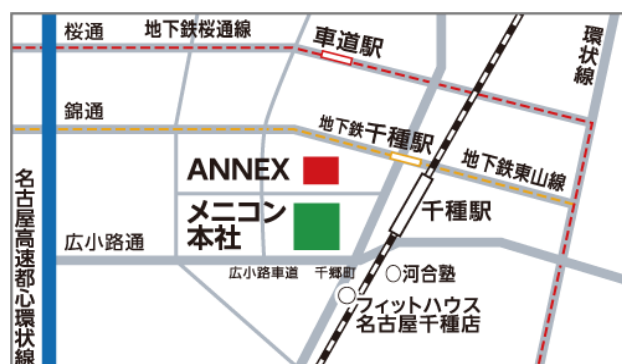 桜通
地下鉄桜通線
車道駅
環状線
錦通
地下鉄千種駅
地下鉄東山線
ANNEX
メニコン
本社
千種駅
名古屋高速都心環状線
広小路通
広小路車道
千郷町
河合塾
フィットハウス
名古屋千種店